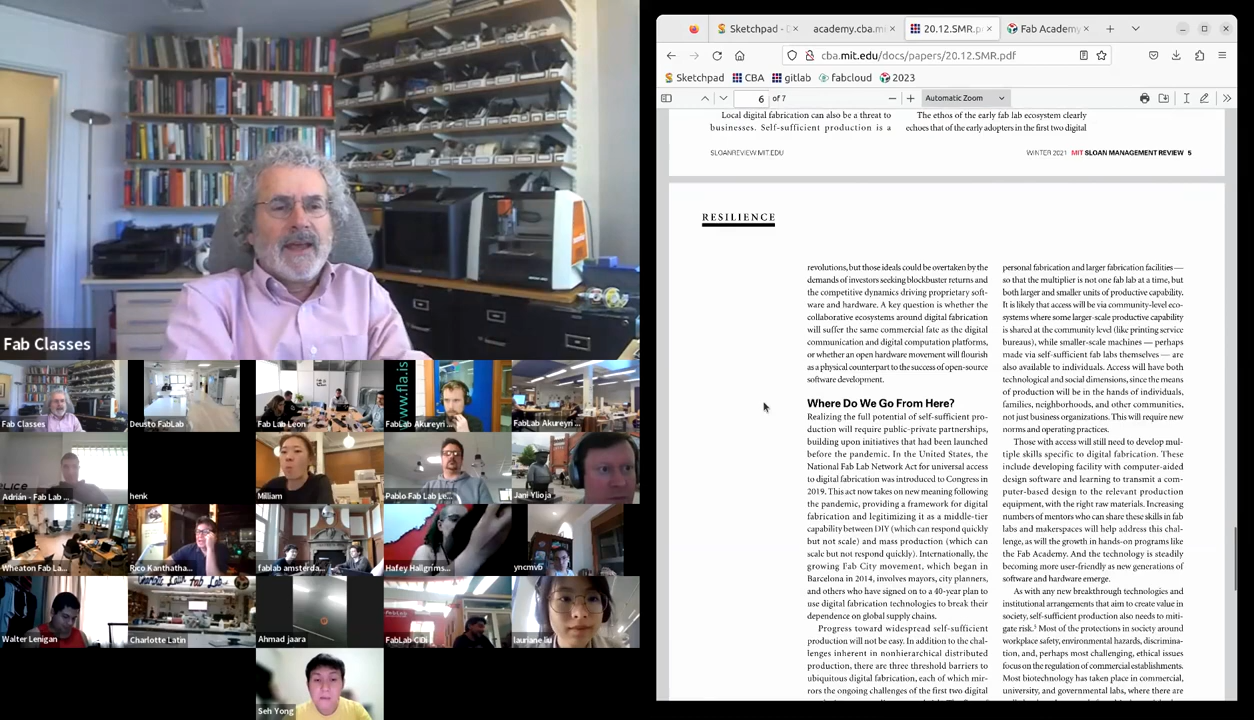 Fab Classes
Fab Classes
Deusto FabLab
Fab Lab Leon
FabLab Akureyri ...
FabLab Akureyri ...
www.fla.is
Adrián - Fab Lab ...
henk
Milliam
Pablo Fab Lab Le...
Jani Ylioja
Wheaton Fab La...
Rico Kanthatha...
fablab amsterda...
Hafey Hallgríms...
yncmvb
Walter Lenigan
Charlotte Latin
Ahmad jaara
FabLab CiDi
lauriane liu
Seh Yong
Sketchpad - D
academy.cba.mi
20.12.SMR.p
Fab Academy
cba.mit.edu/docs/papers/20.12.SMR.pdf
Sketchpad
CBA
gitlab
fabcloud
2023
6 of 7
Automatic Zoom
Local digital fabrication can also be a threat to
businesses. Self-sufficient production is a
The ethos of the early fab lab ecosystem clearly
echoes that of the early adopters in the first two digital
SLOANREVIEW.MIT.EDU
WINTER 2021 MIT SLOAN MANAGEMENT REVIEW 5
RESILIENCE
revolutions, but those ideals could be overtaken by the
demands of investors seeking blockbuster returns and
the competitive dynamics driving proprietary soft-
ware and hardware. A key question is whether the
collaborative ecosystems around digital fabrication
will suffer the same commercial fate as the digital
communication and digital computation platforms,
or whether an open hardware movement will flourish
as a physical counterpart to the success of open-source
software development.
Where Do We Go From Here?
Realizing the full potential of self-sufficient pro-
duction will require public-private partnerships,
building upon initiatives that had been launched
before the pandemic. In the United States, the
National Fab Lab Network Act for universal access
to digital fabrication was introduced to Congress in
2019. This act now takes on new meaning following
the pandemic, providing a framework for digital
fabrication and legitimizing it as a middle-tier
capability between DIY (which can respond quickly
but not scale) and mass production (which can
scale but not respond quickly). Internationally, the
growing Fab City movement, which began in
Barcelona in 2014, involves mayors, city planners,
and others who have signed on to a 40-year plan to
use digital fabrication technologies to break their
dependence on global supply chains.
Progress toward widespread self-sufficient
production will not be easy. In addition to the chal-
lenges inherent in nonhierarchical distributed
production, there are three threshold barriers to
ubiquitous digital fabrication, each of which mir-
rors the ongoing challenges of the first two digital
personal fabrication and larger fabrication facilities —
so that the multiplier is not one fab lab at a time, but
both larger and smaller units of productive capability.
It is likely that access will be via community-level eco-
systems where some larger-scale productive capability
is shared at the community level (like printing service
bureaus), while smaller-scale machines — perhaps
made via self-sufficient fab labs themselves — are
also available to individuals. Access will have both
technological and social dimensions, since the means
of production will be in the hands of individuals,
families, neighborhoods, and other communities,
not just business organizations. This will require new
norms and operating practices.
Those with access will still need to develop mul-
tiple skills specific to digital fabrication. These
include developing facility with computer-aided
design software and learning to transmit a com-
puter-based design to the relevant production
equipment, with the right raw materials. Increasing
numbers of mentors who can share these skills in fab
labs and makerspaces will help address this chal-
lenge, as will the growth in hands-on programs like
the Fab Academy. And the technology is steadily
becoming more user-friendly as new generations of
software and hardware emerge.
As with any new breakthrough technologies and
institutional arrangements that aim to create value in
society, self-sufficient production also needs to miti-
gate risk. Most of the protections in society around
workplace safety, environmental hazards, discrimina-
tion, and, perhaps most challenging, ethical issues
focus on the regulation of commercial establishments.
Most biotechnology has taken place in commercial,
university, and governmental labs, where there are